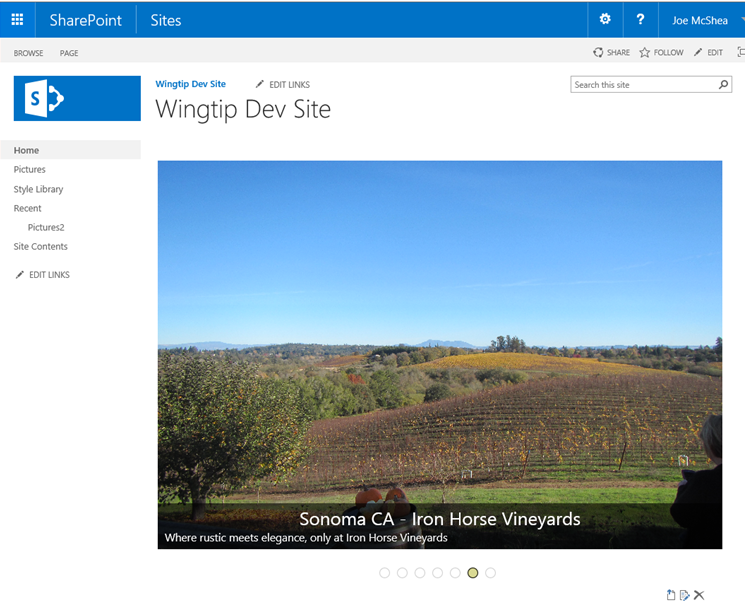 SharePoint Sites ? Joe McShea
BROWSE PAGE SHARE FOLLOW EDIT
S
Wingtip Dev Site EDIT LINKS
Wingtip Dev Site
Search this site
Home
Pictures
Style Library
Recent
Pictures2
Site Contents
EDIT LINKS
Sonoma CA - Iron Horse Vineyards
Where rustic meets elegance, only at Iron Horse Vineyards